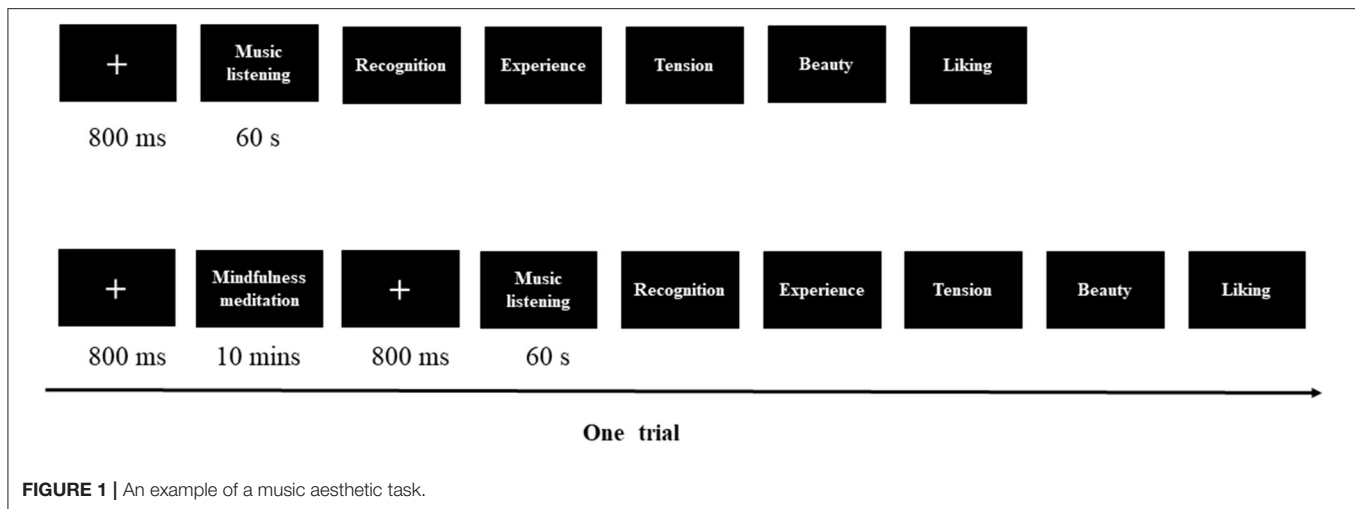 +
Music
listening
Recognition
Experience
Tension
Beauty
Liking
800 ms
60 s
+
Mindfulness
meditation
+
Music
listening
Recognition
Experience
Tension
Beauty
Liking
800 ms
10 mins
800 ms
60 s
One trial
FIGURE 1 | An example of a music aesthetic task.